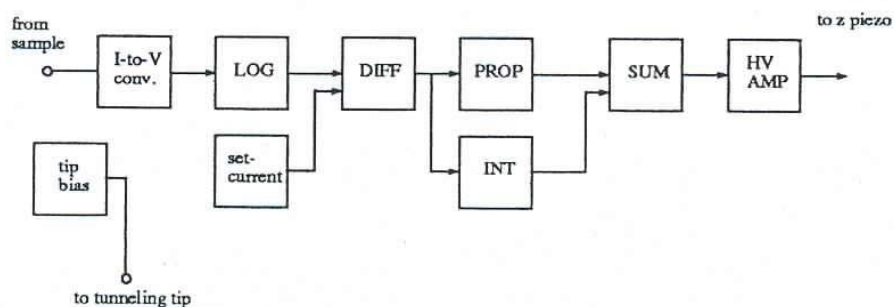 from
sample
to z piezo
I-to-V
conv.
LOG
DIFF
PROP
SUM
HV
AMP
set-
current
INT
tip
bias
to tunneling tip